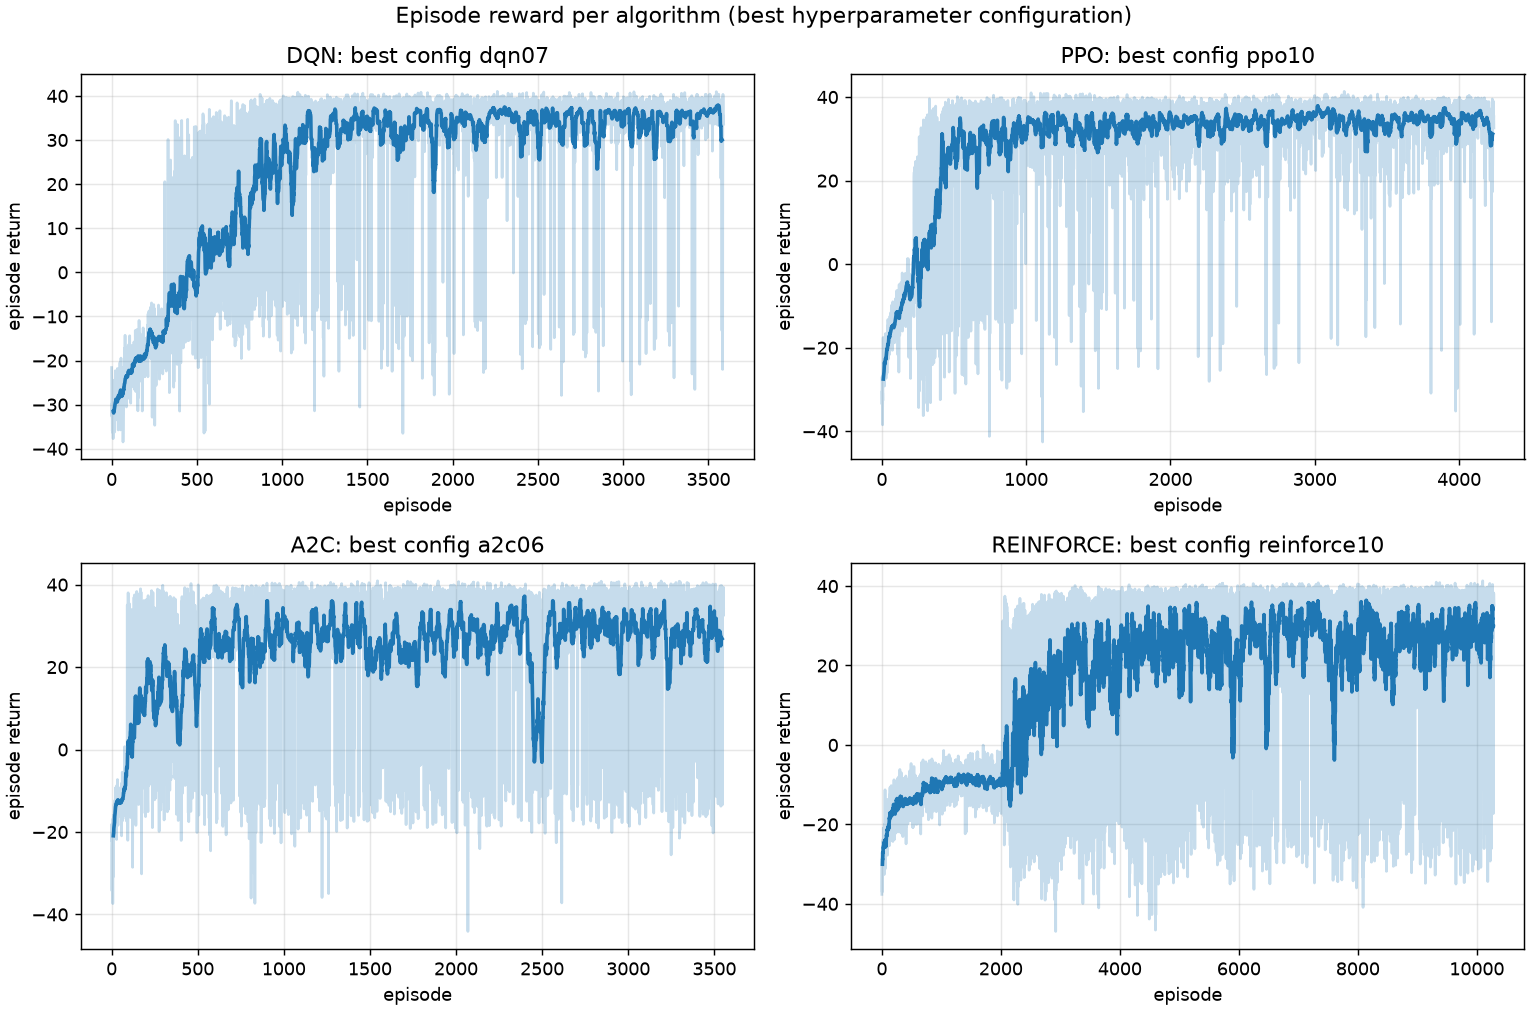 Episode reward per algorithm (best hyperparameter configuration)
DQN: best config dqn07
40
30
20
10
0
−10
−20
−30
−40
episode return
0 500 1000 1500 2000 2500 3000 3500
episode
PPO: best config ppo10
40
20
0
−20
−40
episode return
0 1000 2000 3000 4000
episode
A2C: best config a2c06
40
20
0
−20
−40
episode return
0 500 1000 1500 2000 2500 3000 3500
episode
REINFORCE: best config reinforce10
40
20
0
−20
−40
episode return
0 2000 4000 6000 8000 10000
episode